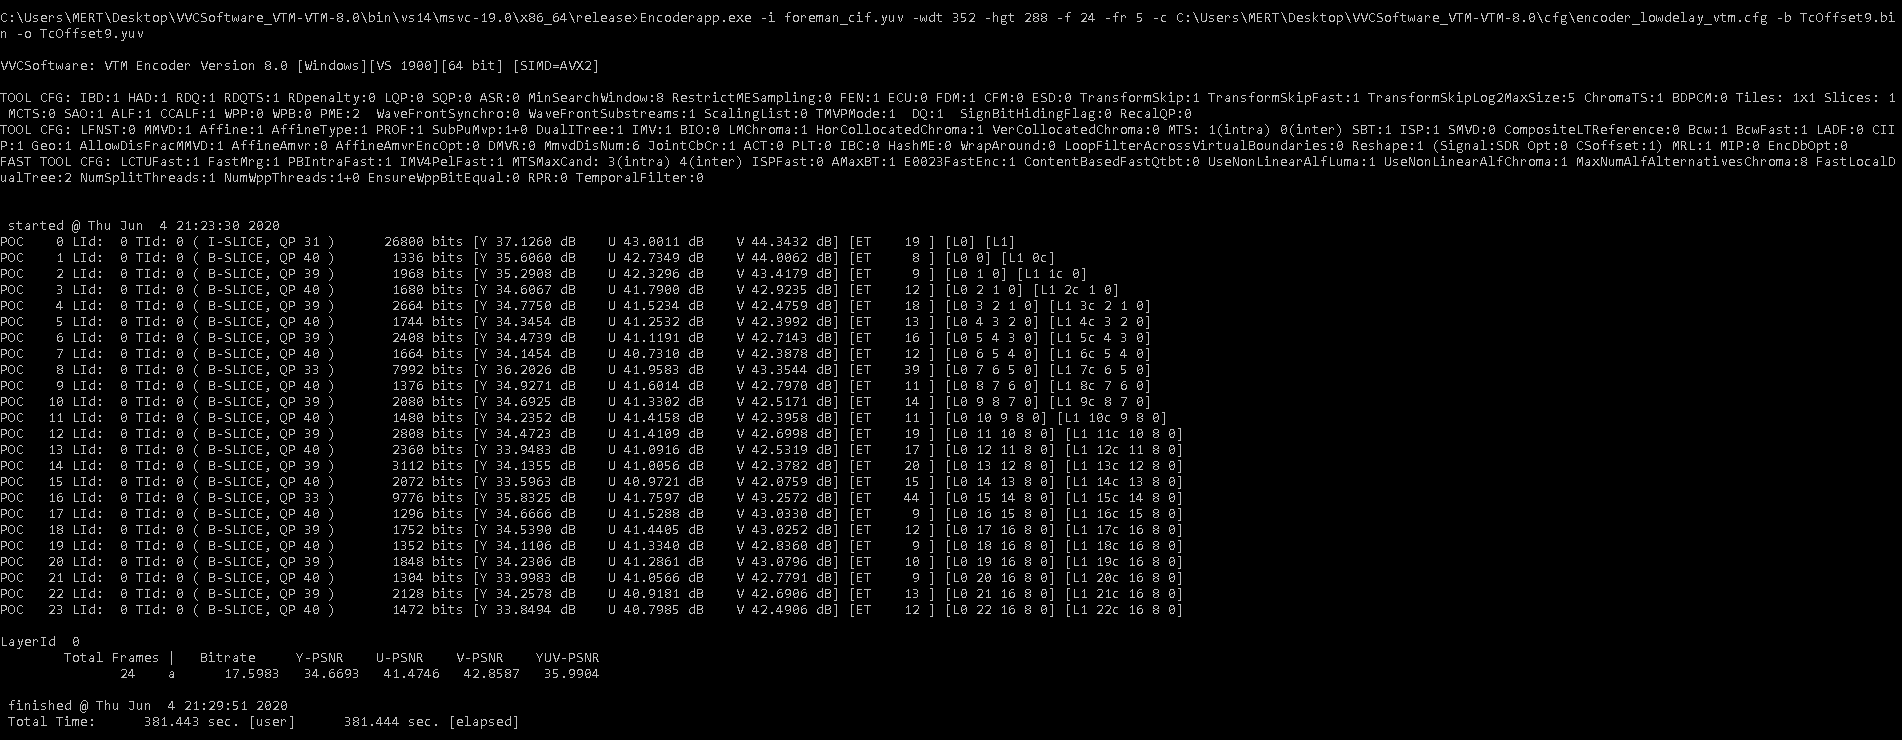 C:\Users\MERT\Desktop\VVCSoftware_VTM-VTM-8.0\bin\vs14\msvc-19.0\x86_64\release>Encoderapp.exe -i foreman_cif.yuv -wdt 352 -hgt 288 -f 24 -fr 5 -c C:\Users\MERT\Desktop\VVCSoftware_VTM-VTM-8.0\cfg\encoder_lowdelay_vtm.cfg -b TcOffset9.bi
n -o TcOffset9.yuv
VVCSoftware: VTM Encoder Version 8.0 [Windows][VS 1900][64 bit] [SIMD=AVX2]
TOOL CFG: IBD:1 HAD:1 RDQ:1 RDQTS:1 RDpenalty:0 LQP:0 SQP:0 ASR:0 MinSearchWindow:8 RestrictMESampling:0 FEN:1 ECU:0 FDM:1 CFM:0 ESD:0 TransformSkip:1 TransformSkipFast:1 TransformSkipLog2MaxSize:5 ChromaTS:1 BDPCM:0 Tiles: 1x1 Slices: 1
MCTS:0 SAO:1 ALF:1 CCALF:1 WPP:0 WPB:0 PME:2  WaveFrontSynchro:0 WaveFrontSubstreams:1 ScalingList:0 TMVPMode:1  DQ:1  SignBitHidingFlag:0 RecalQP:0
TOOL CFG: LFNST:0 MMVD:1 Affine:1 AffineType:1 PROF:1 SubPuMvp:1+0 DualITree:1 IMV:1 BIO:0 LMChroma:1 HorCollocatedChroma:1 VerCollocatedChroma:0 MTS: 1(intra) 0(inter) SBT:1 ISP:1 SMVD:0 CompositeLTReference:0 Bcw:1 BcwFast:1 LADF:0 CII
P:1 Geo:1 AllowDisFracMMVD:1 AffineAmvr:0 AffineAmvrEncOpt:0 DMVR:0 MmvdDisNum:6 JointCbCr:1 ACT:0 PLT:0 IBC:0 HashME:0 WrapAround:0 LoopFilterAcrossVirtualBoundaries:0 Reshape:1 (Signal:SDR Opt:0 CSoffset:1) MRL:1 MIP:0 EncDbOpt:0
FAST TOOL CFG: LCTUFast:1 FastMrg:1 PBIntraFast:1 IMV4PelFast:1 MTSMaxCand: 3(intra) 4(inter) ISPFast:0 AMaxBT:1 E0023FastEnc:1 ContentBasedFastQtbt:0 UseNonLinearAlfLuma:1 UseNonLinearAlfChroma:1 MaxNumAlfAlternativesChroma:8 FastLocalD
ualTree:2 NumSplitThreads:1 NumWppThreads:1+0 EnsureWppBitEqual:0 RPR:0 TemporalFilter:0
started @ Thu Jun  4 21:23:30 2020
POC    0 LId:  0 TId: 0 ( I-SLICE, QP 31 )      26800 bits [Y 37.1260 dB    U 43.0011 dB    V 44.3432 dB] [ET    19 ] [L0] [L1]
POC    1 LId:  0 TId: 0 ( B-SLICE, QP 40 )       1336 bits [Y 35.6060 dB    U 42.7349 dB    V 44.0062 dB] [ET     8 ] [L0 0] [L1 0c]
POC    2 LId:  0 TId: 0 ( B-SLICE, QP 39 )       1968 bits [Y 35.2908 dB    U 42.3296 dB    V 43.4179 dB] [ET     9 ] [L0 1 0] [L1 1c 0]
POC    3 LId:  0 TId: 0 ( B-SLICE, QP 40 )       1680 bits [Y 34.6067 dB    U 41.7900 dB    V 42.9235 dB] [ET    12 ] [L0 2 1 0] [L1 2c 1 0]
POC    4 LId:  0 TId: 0 ( B-SLICE, QP 39 )       2664 bits [Y 34.7750 dB    U 41.5234 dB    V 42.4759 dB] [ET    18 ] [L0 3 2 1 0] [L1 3c 2 1 0]
POC    5 LId:  0 TId: 0 ( B-SLICE, QP 40 )       1744 bits [Y 34.3454 dB    U 41.2532 dB    V 42.3992 dB] [ET    13 ] [L0 4 3 2 0] [L1 4c 3 2 0]
POC    6 LId:  0 TId: 0 ( B-SLICE, QP 39 )       2408 bits [Y 34.4739 dB    U 41.1191 dB    V 42.7143 dB] [ET    16 ] [L0 5 4 3 0] [L1 5c 4 3 0]
POC    7 LId:  0 TId: 0 ( B-SLICE, QP 40 )       1664 bits [Y 34.1454 dB    U 40.7310 dB    V 42.3878 dB] [ET    12 ] [L0 6 5 4 0] [L1 6c 5 4 0]
POC    8 LId:  0 TId: 0 ( B-SLICE, QP 33 )       7992 bits [Y 36.2026 dB    U 41.9583 dB    V 43.3544 dB] [ET    39 ] [L0 7 6 5 0] [L1 7c 6 5 0]
POC    9 LId:  0 TId: 0 ( B-SLICE, QP 40 )       1376 bits [Y 34.9271 dB    U 41.6014 dB    V 42.7970 dB] [ET    11 ] [L0 8 7 6 0] [L1 8c 7 6 0]
POC   10 LId:  0 TId: 0 ( B-SLICE, QP 39 )       2080 bits [Y 34.6925 dB    U 41.3302 dB    V 42.5171 dB] [ET    14 ] [L0 9 8 7 0] [L1 9c 8 7 0]
POC   11 LId:  0 TId: 0 ( B-SLICE, QP 40 )       1480 bits [Y 34.2352 dB    U 41.4158 dB    V 42.3958 dB] [ET    11 ] [L0 10 9 8 0] [L1 10c 9 8 0]
POC   12 LId:  0 TId: 0 ( B-SLICE, QP 39 )       2808 bits [Y 34.4723 dB    U 41.4109 dB    V 42.6998 dB] [ET    19 ] [L0 11 10 8 0] [L1 11c 10 8 0]
POC   13 LId:  0 TId: 0 ( B-SLICE, QP 40 )       2360 bits [Y 33.9483 dB    U 41.0916 dB    V 42.5319 dB] [ET    17 ] [L0 12 11 8 0] [L1 12c 11 8 0]
POC   14 LId:  0 TId: 0 ( B-SLICE, QP 39 )       3112 bits [Y 34.1355 dB    U 41.0056 dB    V 42.3782 dB] [ET    20 ] [L0 13 12 8 0] [L1 13c 12 8 0]
POC   15 LId:  0 TId: 0 ( B-SLICE, QP 40 )       2072 bits [Y 33.5963 dB    U 40.9721 dB    V 42.0759 dB] [ET    15 ] [L0 14 13 8 0] [L1 14c 13 8 0]
POC   16 LId:  0 TId: 0 ( B-SLICE, QP 33 )       9776 bits [Y 35.8325 dB    U 41.7597 dB    V 43.2572 dB] [ET    44 ] [L0 15 14 8 0] [L1 15c 14 8 0]
POC   17 LId:  0 TId: 0 ( B-SLICE, QP 40 )       1296 bits [Y 34.6666 dB    U 41.5288 dB    V 43.0330 dB] [ET     9 ] [L0 16 15 8 0] [L1 16c 15 8 0]
POC   18 LId:  0 TId: 0 ( B-SLICE, QP 39 )       1752 bits [Y 34.5390 dB    U 41.4405 dB    V 43.0252 dB] [ET    12 ] [L0 17 16 8 0] [L1 17c 16 8 0]
POC   19 LId:  0 TId: 0 ( B-SLICE, QP 40 )       1352 bits [Y 34.1106 dB    U 41.3340 dB    V 42.8360 dB] [ET     9 ] [L0 18 16 8 0] [L1 18c 16 8 0]
POC   20 LId:  0 TId: 0 ( B-SLICE, QP 39 )       1848 bits [Y 34.2306 dB    U 41.2861 dB    V 43.0796 dB] [ET    10 ] [L0 19 16 8 0] [L1 19c 16 8 0]
POC   21 LId:  0 TId: 0 ( B-SLICE, QP 40 )       1304 bits [Y 33.9983 dB    U 41.0566 dB    V 42.7791 dB] [ET     9 ] [L0 20 16 8 0] [L1 20c 16 8 0]
POC   22 LId:  0 TId: 0 ( B-SLICE, QP 39 )       2128 bits [Y 34.2578 dB    U 40.9181 dB    V 42.6906 dB] [ET    13 ] [L0 21 16 8 0] [L1 21c 16 8 0]
POC   23 LId:  0 TId: 0 ( B-SLICE, QP 40 )       1472 bits [Y 33.8494 dB    U 40.7985 dB    V 42.4906 dB] [ET    12 ] [L0 22 16 8 0] [L1 22c 16 8 0]
LayerId  0
Total Frames |   Bitrate     Y-PSNR    U-PSNR    V-PSNR    YUV-PSNR
24    a      17.5983   34.6693   41.4746   42.8587   35.9904
finished @ Thu Jun  4 21:29:51 2020
Total Time:      381.443 sec. [user]      381.444 sec. [elapsed]